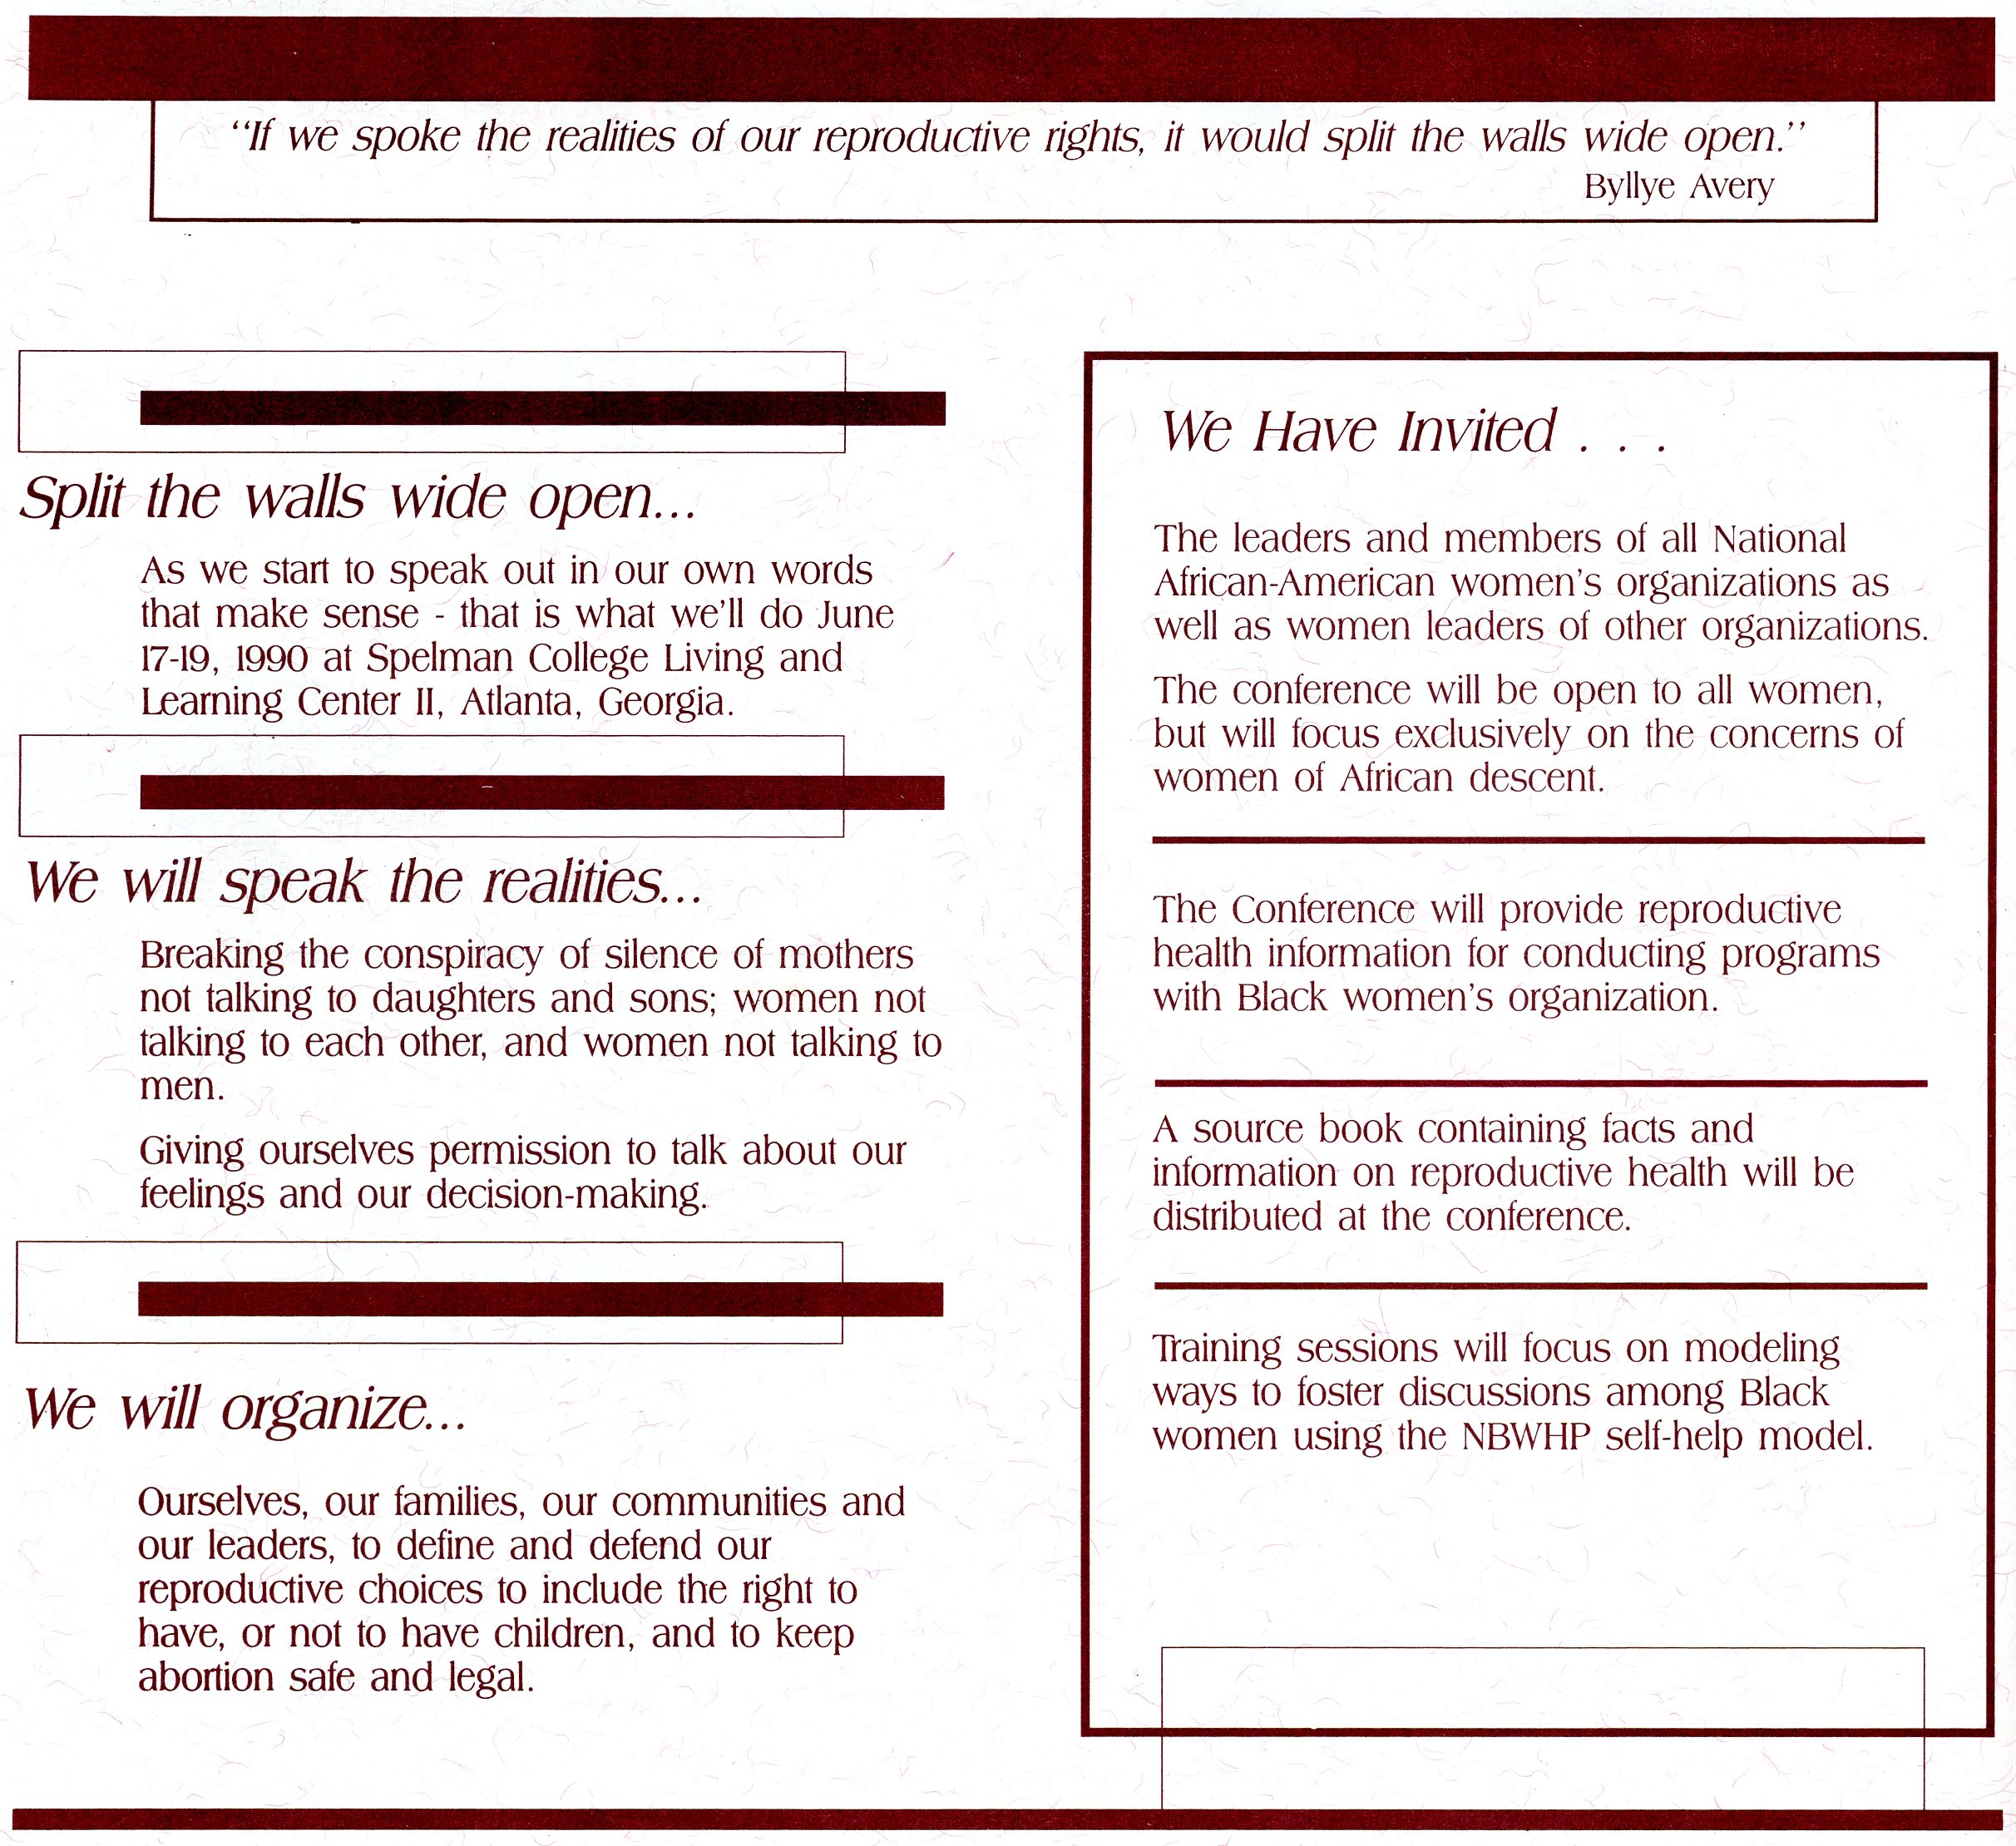 “If we spoke the realities of our reproductive rights, it would split the walls wide open.”
Byllye Avery
Split the walls wide open...
As we start to speak out in our own words
that make sense - that is what we'll do June
17-19, 1990 at Spelman College Living and
Learning Center II, Atlanta, Georgia.
We will speak the realities...
Breaking the conspiracy of silence of mothers
not talking to daughters and sons; women not
talking to each other, and women not talking to
men.
Giving ourselves permission to talk about our
feelings and our decision-making.
We will organize...
Ourselves, our families, our communities and
our leaders, to define and defend our
reproductive choices to include the right to
have, or not to have children, and to keep
abortion safe and legal.
We Have Invited . . .
The leaders and members of all National
African-American women's organizations as
well as women leaders of other organizations.
The conference will be open to all women,
but will focus exclusively on the concerns of
women of African descent.
The Conference will provide reproductive
health information for conducting programs
with Black women's organization.
A source book containing facts and
information on reproductive health will be
distributed at the conference.
Training sessions will focus on modeling
ways to foster discussions among Black
women using the NBWHP self-help model.